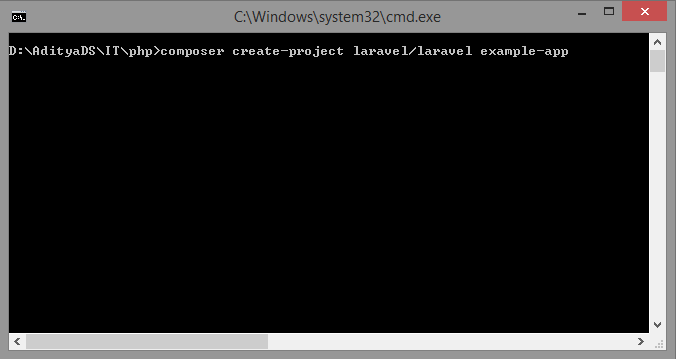 C:\Windows\system32\cmd.exe
D:\AdityaDS\IT\php>composer create-project laravel/laravel example-app